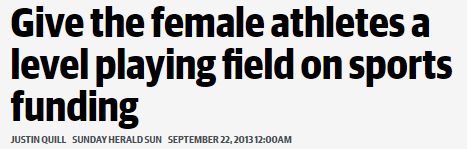 Give the female athletes a
level playing field on sports
funding
JUSTIN QUILL SUNDAY HERALD SUN SEPTEMBER 22, 2013 12:00AM